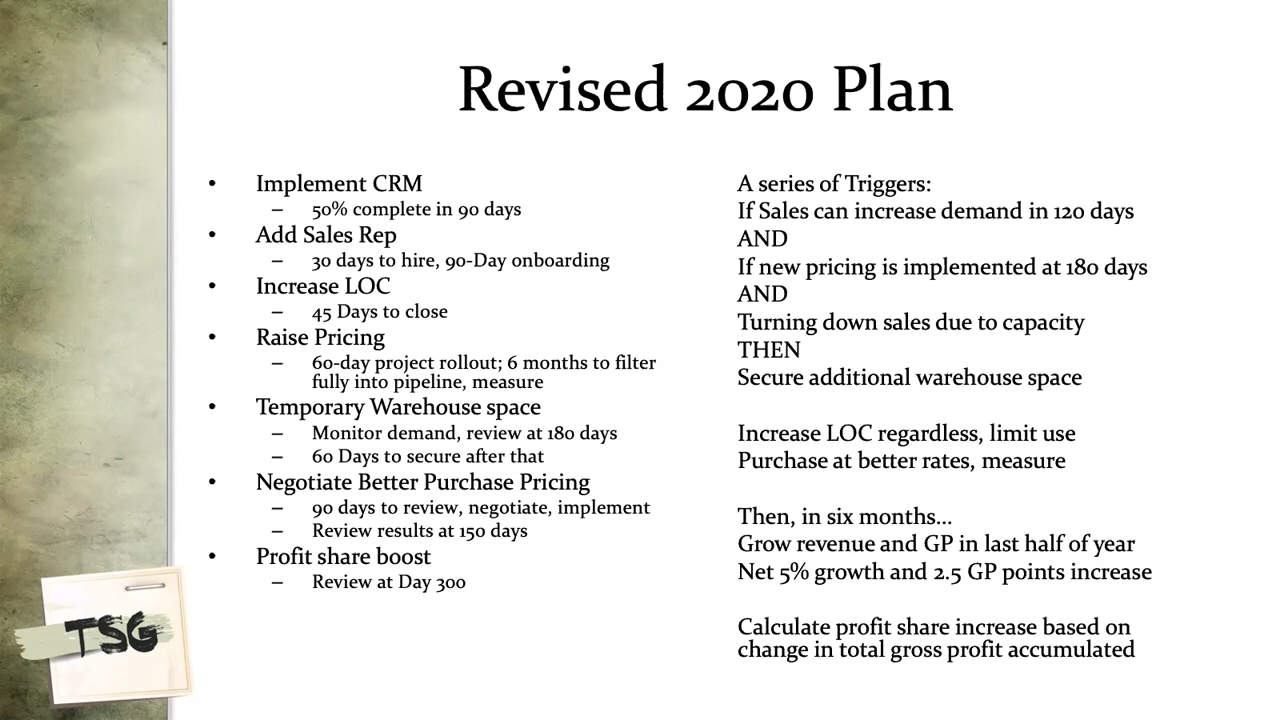 Revised 2020 Plan
• Implement CRM
– 50% complete in 90 days
• Add Sales Rep
– 30 days to hire, 90-Day onboarding
• Increase LOC
– 45 Days to close
• Raise Pricing
– 60-day project rollout; 6 months to filter
fully into pipeline, measure
• Temporary Warehouse space
– Monitor demand, review at 180 days
– 60 Days to secure after that
• Negotiate Better Purchase Pricing
– 90 days to review, negotiate, implement
– Review results at 150 days
• Profit share boost
– Review at Day 300
A series of Triggers:
If Sales can increase demand in 120 days
AND
If new pricing is implemented at 180 days
AND
Turning down sales due to capacity
THEN
Secure additional warehouse space
Increase LOC regardless, limit use
Purchase at better rates, measure
Then, in six months...
Grow revenue and GP in last half of year
Net 5% growth and 2.5 GP points increase
Calculate profit share increase based on
change in total gross profit accumulated
TSG